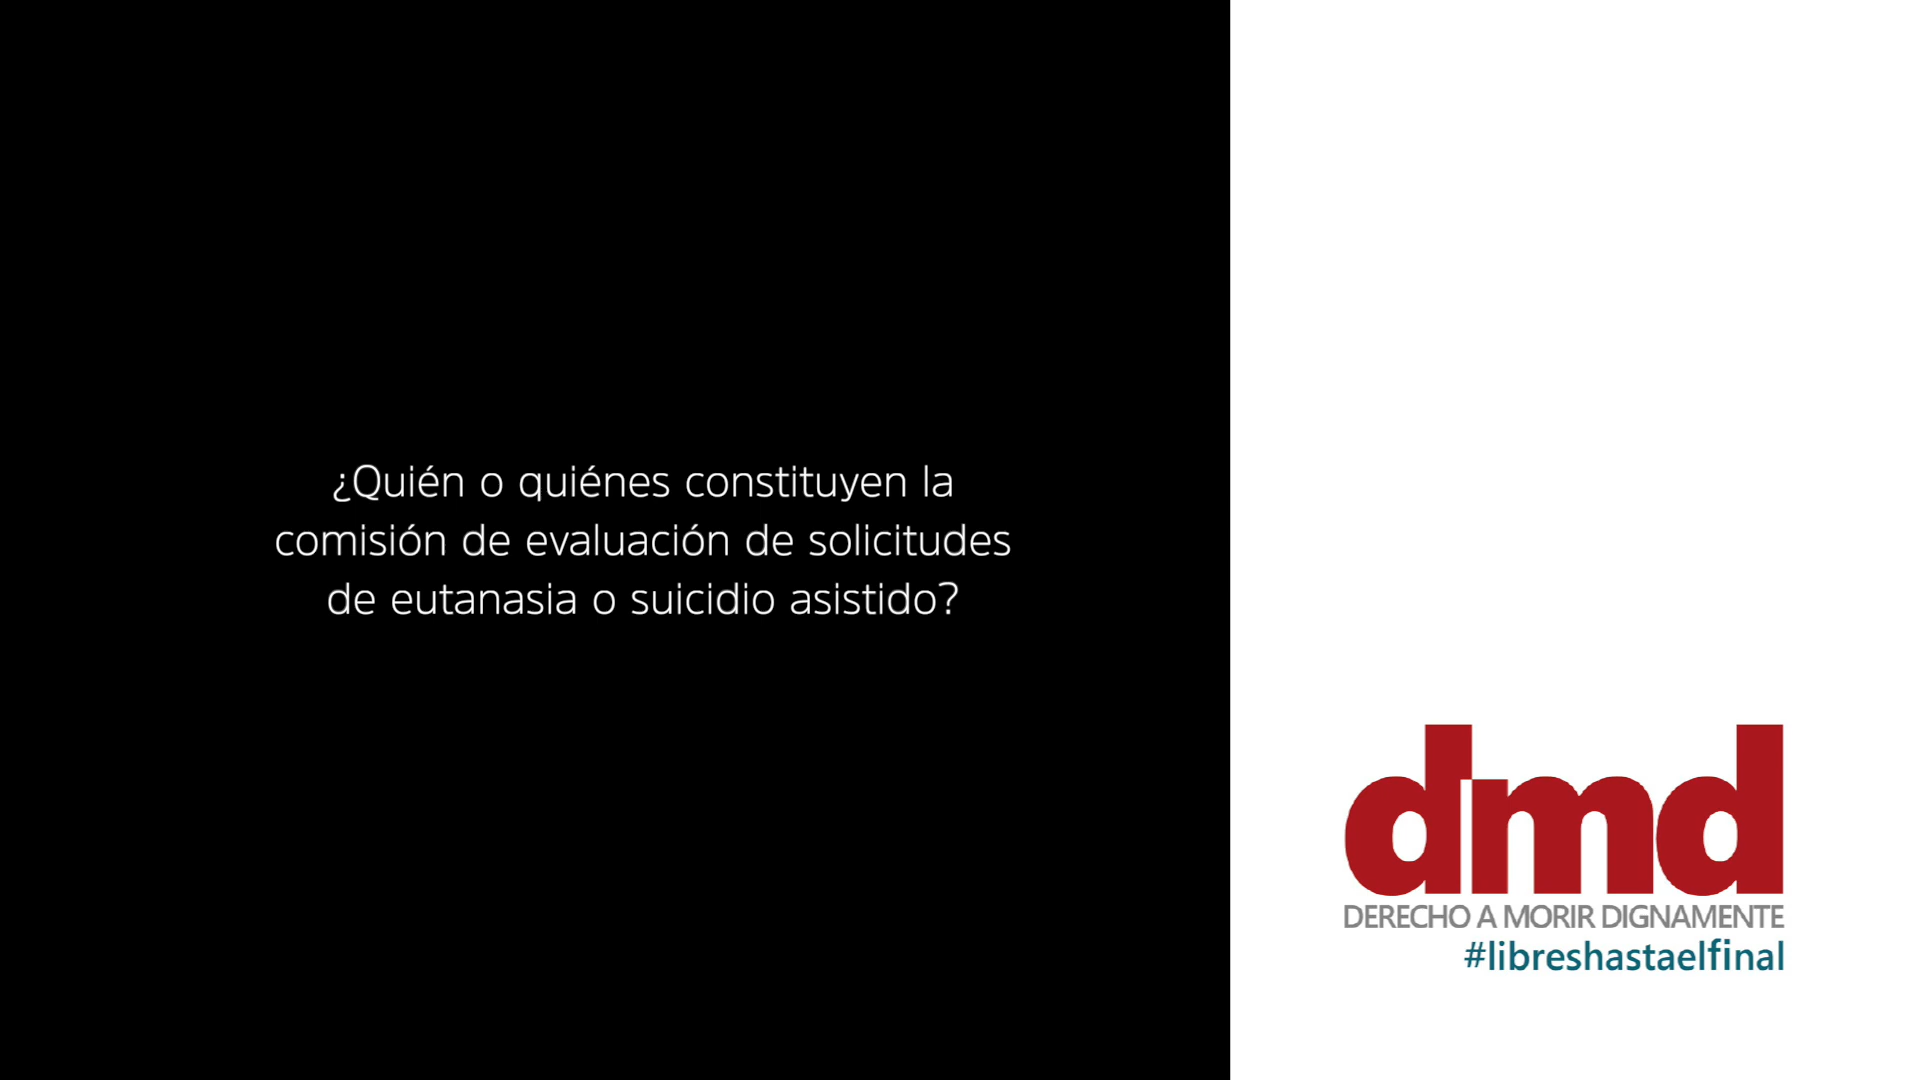 ¿Quién o quiénes constituyen la
comisión de evaluación de solicitudes
de eutanasia o suicidio asistido?
dmd
DERECHO A MORIR DIGNAMENTE
#libreshastaelfinal